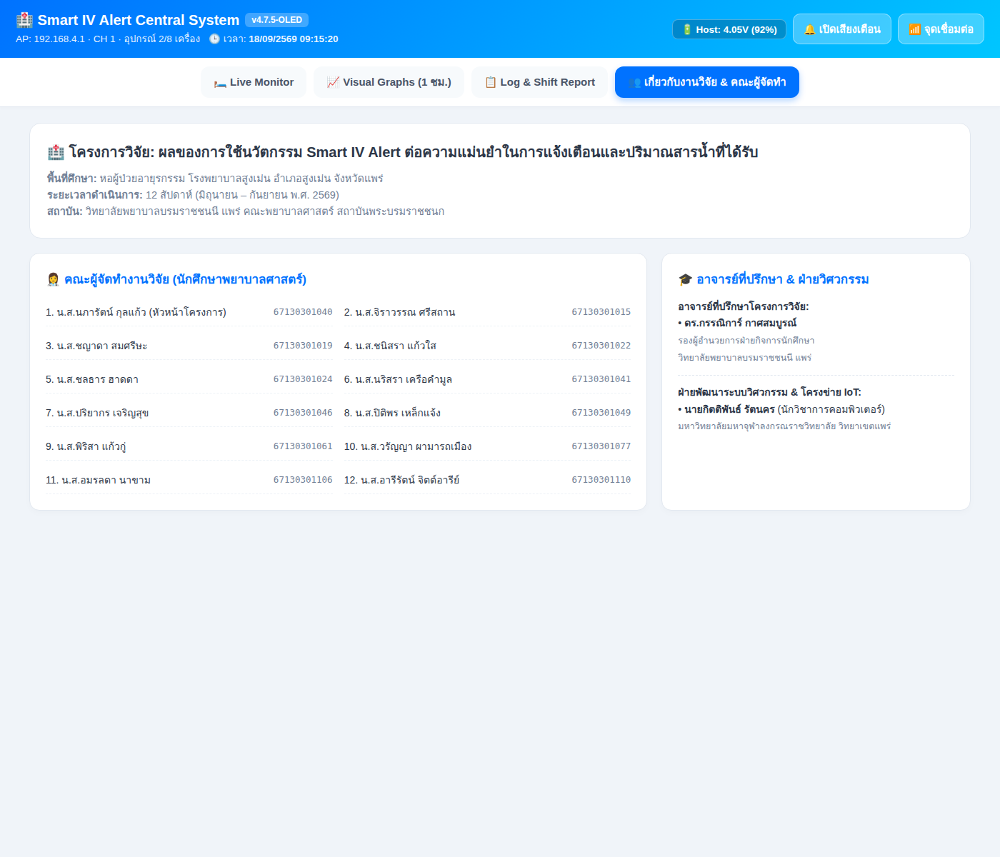 🏥 Smart IV Alert Central System v4.7.5-OLED
AP: 192.168.4.1 · CH 1 · อุปกรณ์ 2/8 เครื่อง 🕒 เวลา: 18/09/2569 09:15:20
🔋 Host: 4.05V (92%)
🔔 เปิดเสียงเตือน
📶 จุดเชื่อมต่อ
🛏️ Live Monitor
📈 Visual Graphs (1 ชม.)
📋 Log & Shift Report
👥 เกี่ยวกับงานวิจัย & คณะผู้จัดทำ
🏥 โครงการวิจัย: ผลของการใช้นวัตกรรม Smart IV Alert ต่อความแม่นยำในการแจ้งเตือนและปริมาณสารน้ำที่ได้รับ
พื้นที่ศึกษา: หอผู้ป่วยอายุรกรรม โรงพยาบาลสูงเม่น อำเภอสูงเม่น จังหวัดแพร่
ระยะเวลาดำเนินการ: 12 สัปดาห์ (มิถุนายน – กันยายน พ.ศ. 2569)
สถาบัน: วิทยาลัยพยาบาลบรมราชชนนี แพร่ คณะพยาบาลศาสตร์ สถาบันพระบรมราชชนก
👩‍⚕️ คณะผู้จัดทำงานวิจัย (นักศึกษาพยาบาลศาสตร์)
1. น.ส.นภารัตน์ กุลแก้ว (หัวหน้าโครงการ) 67130301040
2. น.ส.จิราวรรณ ศรีสถาน 67130301015
3. น.ส.ชญาดา สมศรีษะ 67130301019
4. น.ส.ชนิสรา แก้วใส 67130301022
5. น.ส.ชลธาร ฮาดดา 67130301024
6. น.ส.นริสรา เครือคำมูล 67130301041
7. น.ส.ปริยากร เจริญสุข 67130301046
8. น.ส.ปิติพร เหล็กแจ้ง 67130301049
9. น.ส.พิริสา แก้วกู่ 67130301061
10. น.ส.วรัญญา ผามารถเมือง 67130301077
11. น.ส.อมรลดา นาขาม 67130301106
12. น.ส.อารีรัตน์ จิตต์อารีย์ 67130301110
🎓 อาจารย์ที่ปรึกษา & ฝ่ายวิศวกรรม
อาจารย์ที่ปรึกษาโครงการวิจัย:
• ดร.กรรณิการ์ กาศสมบูรณ์
รองผู้อำนวยการฝ่ายกิจการนักศึกษา
วิทยาลัยพยาบาลบรมราชชนนี แพร่
ฝ่ายพัฒนาระบบวิศวกรรม & โครงข่าย IoT:
• นายกิตติพันธ์ รัตนคร (นักวิชาการคอมพิวเตอร์)
มหาวิทยาลัยมหาจุฬาลงกรณราชวิทยาลัย วิทยาเขตแพร่